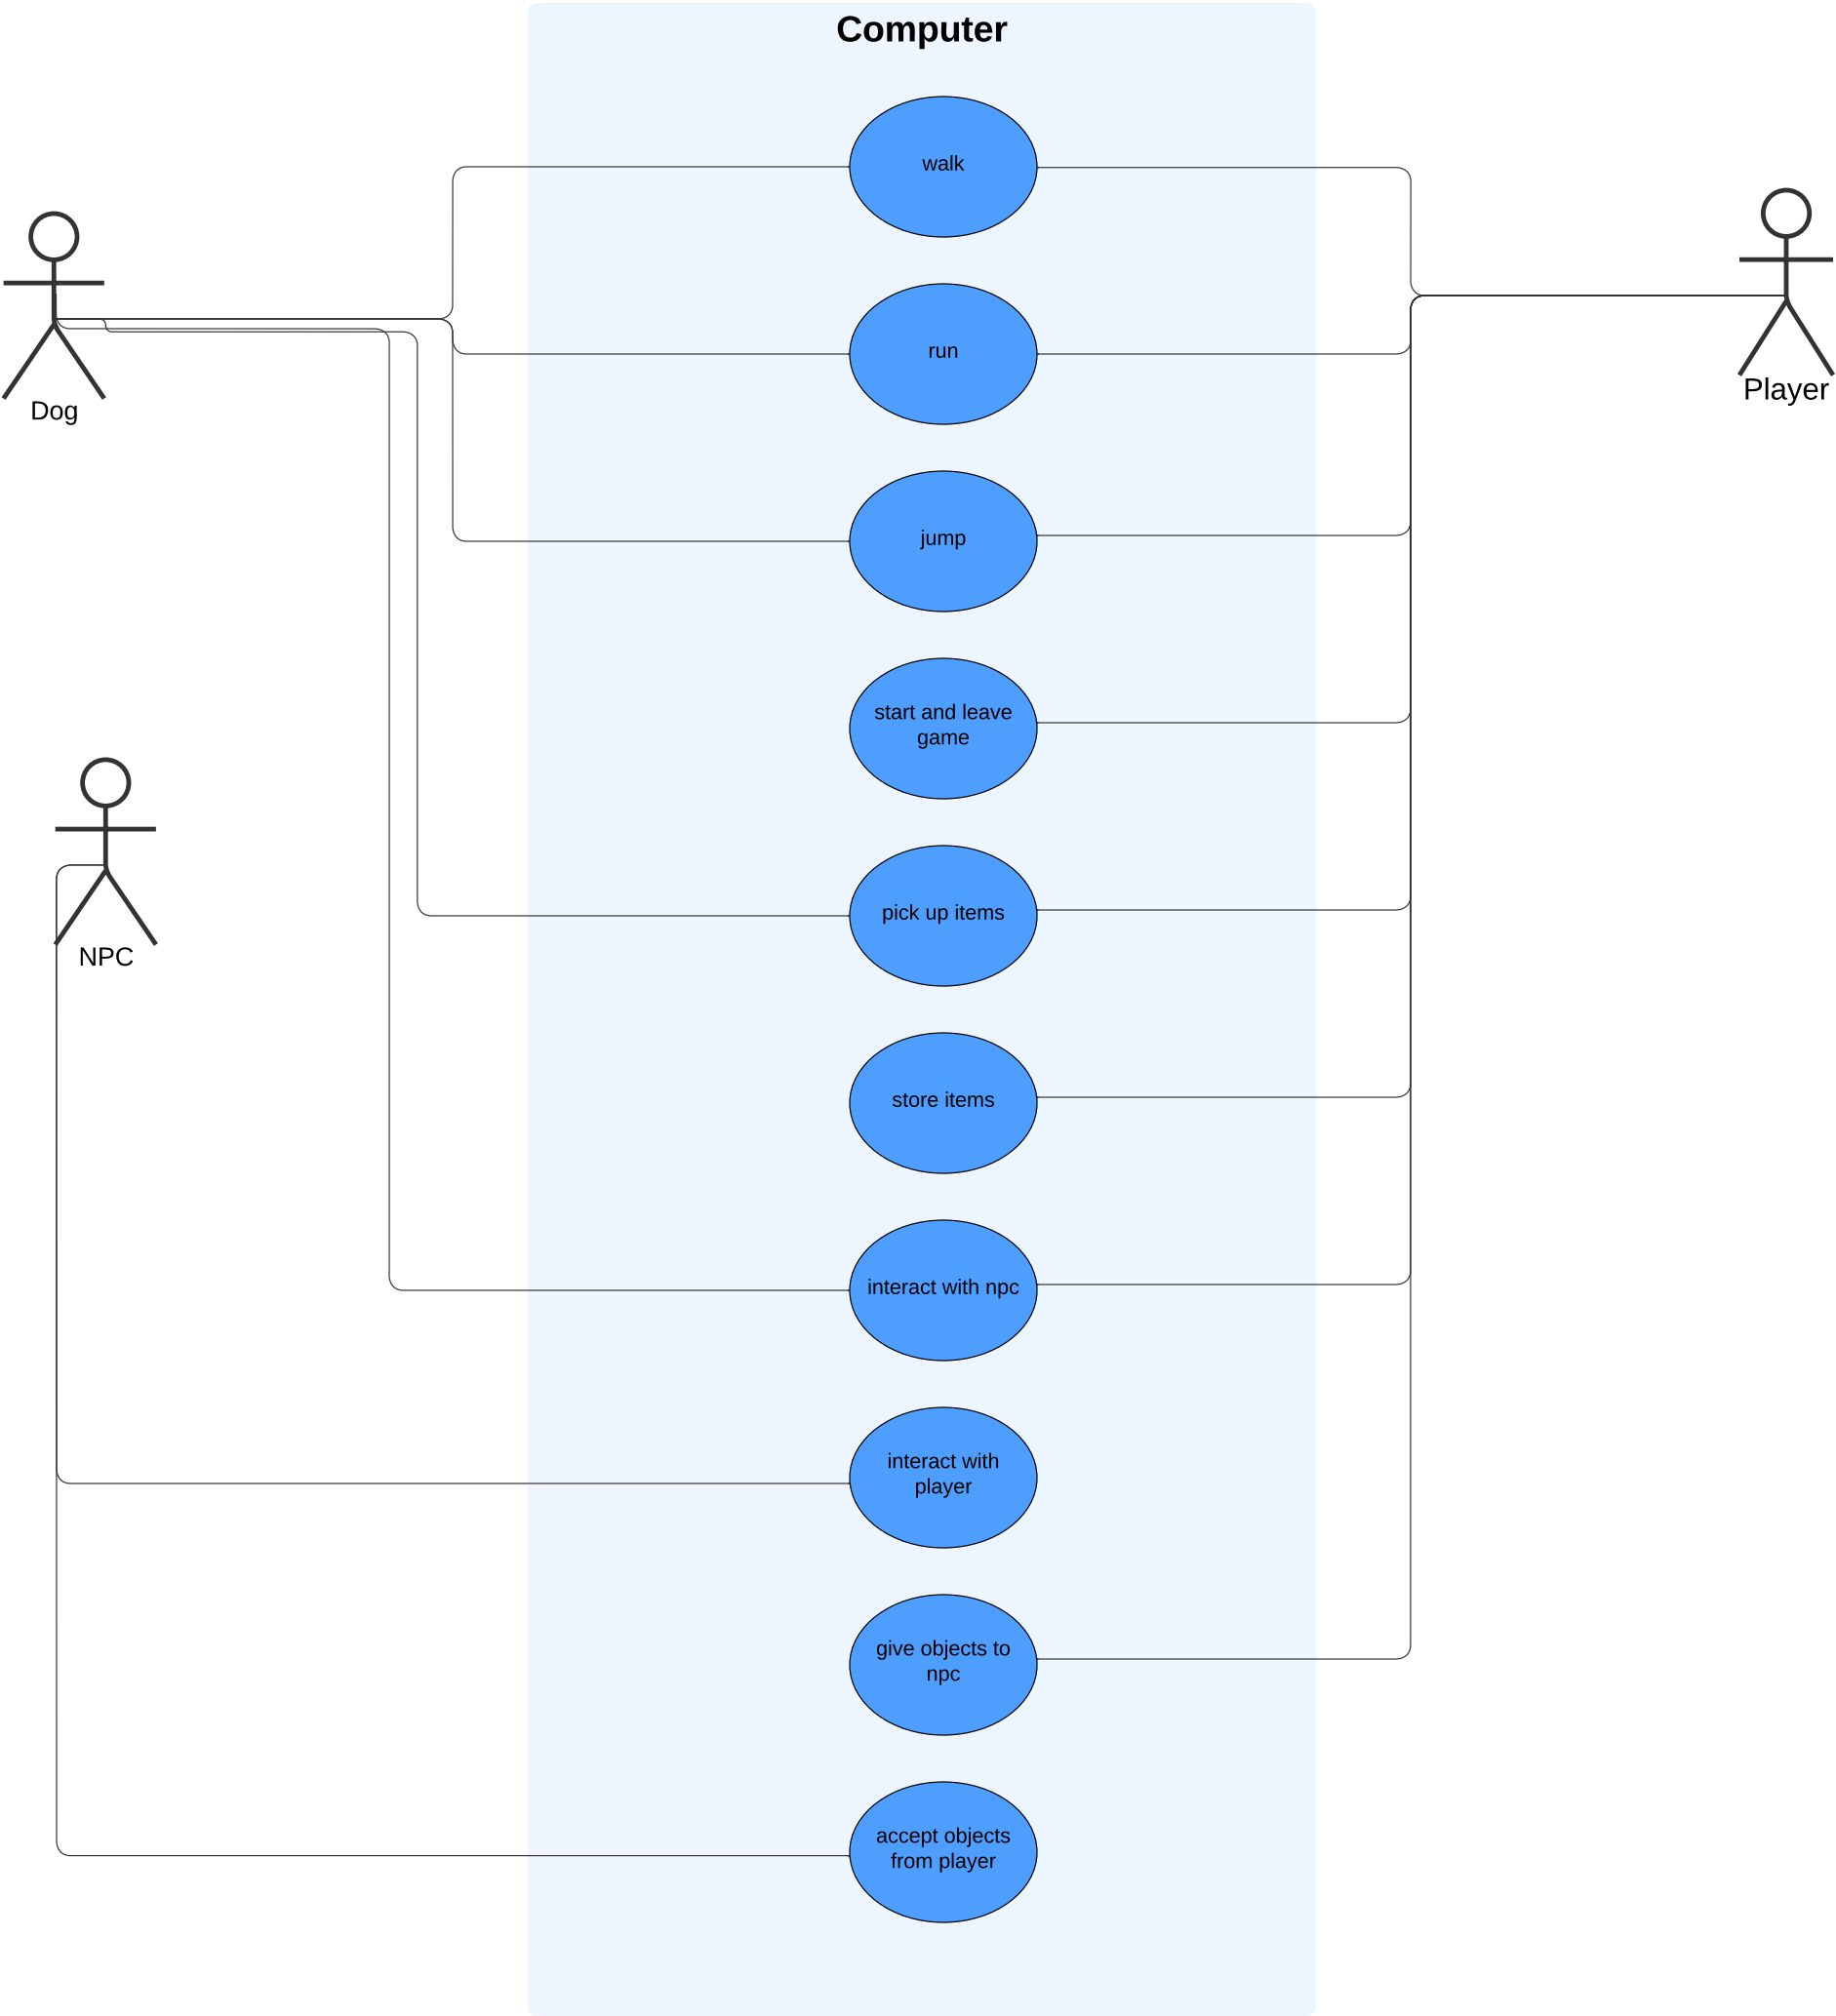 Computer
walk
run
jump
Dog
Player
start and leave
game
pick up items
NPC
store items
interact with npc
interact with
player
give objects to
npc
accept objects
from player